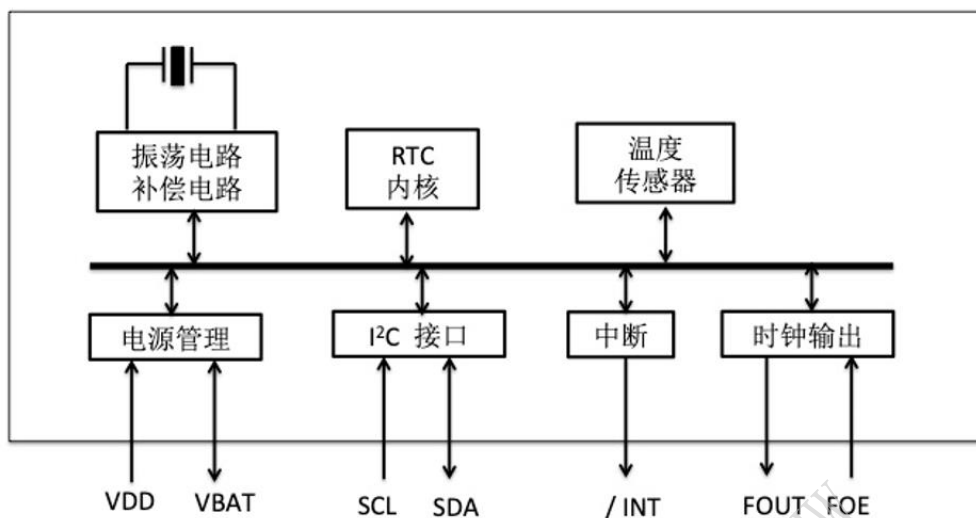 振荡电路
补偿电路
RTC
内核
温度
传感器
电源管理
I²C 接口
中断
时钟输出
VDD
VBAT
SCL
SDA
/ INT
FOUT
FOE